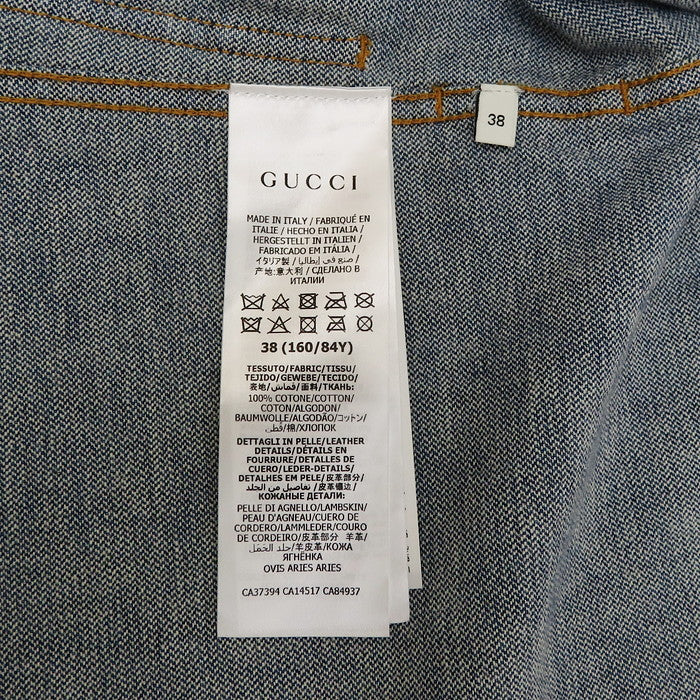 GUCCI
MADE IN ITALY / FABRIQUÉ EN
ITALIE / HECHO EN ITALIA /
HERGESTELLT IN ITALIEN /
FABRICADO EM ITÁLIA /
イタリア製 / صنع في إيطاليا /
产地:意大利 / СДЕЛАНО В
ИТАЛИИ
38 (160/84Y)
TESSUTO/FABRIC/TISSU/
TEJIDO/GEWEBE/TECIDO/
表地/قماش/面料/ТКАНЬ:
100% COTONE/COTTON/
COTON/ALGODON/
BAUMWOLLE/ALGODÃO/コットン/
قطن/棉/ХЛОПОК
DETTAGLI IN PELLE/LEATHER
DETAILS/DÉTAILS EN
FOURRURE/DETALLES DE
CUERO/LEDER-DETAILS/
DETALHES EM PELE/皮革部分/
تفاصيل من الجلد/皮革镶边/
КОЖАНЫЕ ДЕТАЛИ:
PELLE DI AGNELLO/LAMBSKIN/
PEAU D'AGNEAU/CUERO DE
CORDERO/LAMMLEDER/COURO
DE CORDEIRO/皮革部分 羊革/
جلد الحمل/羊皮革/КОЖА
ЯГНЁНКА
OVIS ARIES ARIES
CA37394 CA14517 CA84937
38